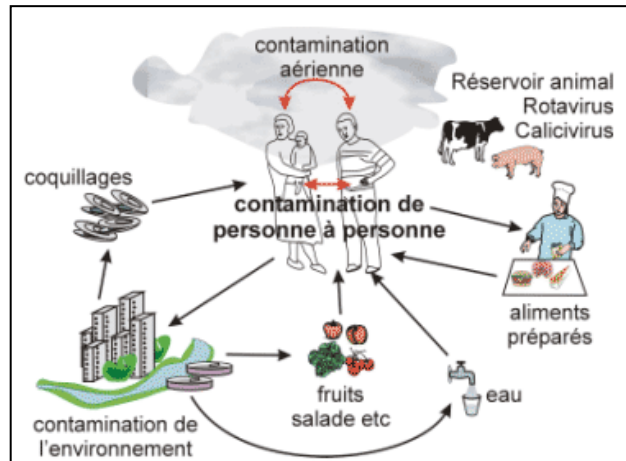 contamination
aérienne
Réservoir animal
Rotavirus
Calicivirus
coquillages
contamination de
personne à personne
aliments
préparés
fruits
salade etc
eau
contamination de
l'environnement